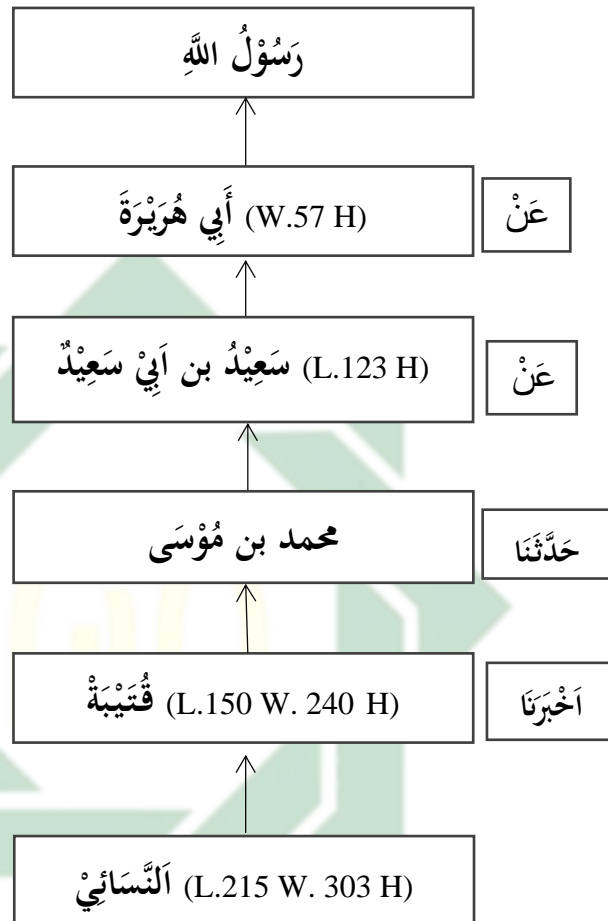 رَسُوْلُ اللَّهِ
أَبِي هُرَيْرَةَ (W.57 H)
عَنْ
سَعِيْدُ بن اَبِيْ سَعِيْدٌ (L.123 H)
عَنْ
محمد بن مُوْسَى
حَدَّثَنَا
قُتَيْبَةْ (L.150 W. 240 H)
اَخْبَرَنَا
اَلنَّسَائِيْ (L.215 W. 303 H)